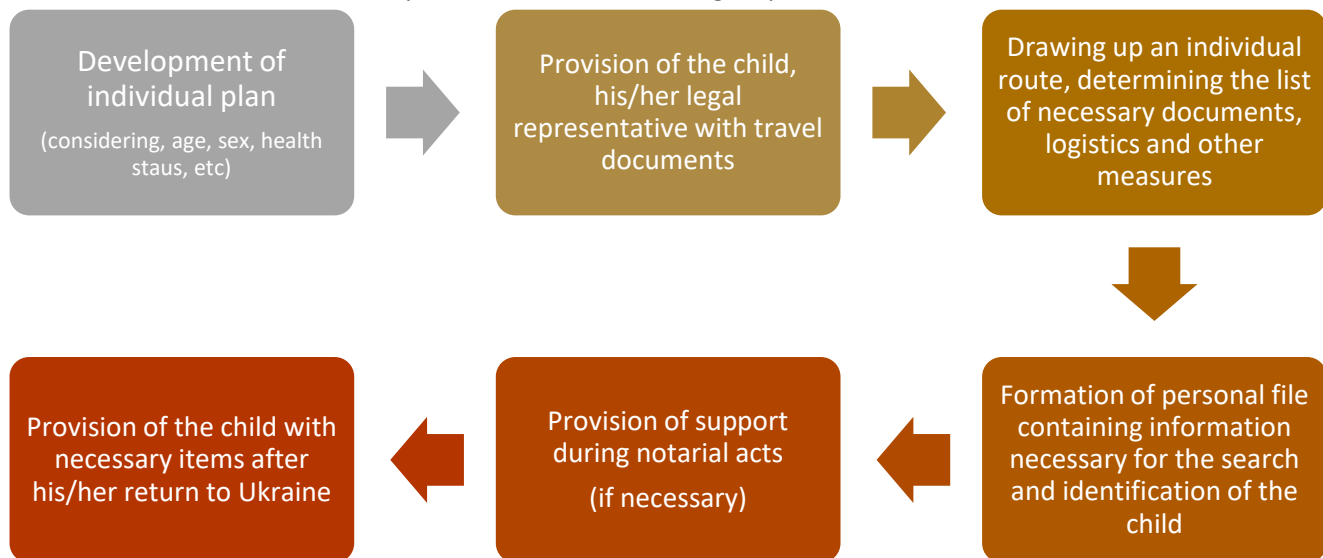 Development of
individual plan
(considering, age, sex, health
staus, etc)
Provision of the child,
his/her legal
representative with travel
documents
Drawing up an individual
route, determining the list
of necessary documents,
logistics and other
measures
Formation of personal file
containing information
necessary for the search
and identification of the
child
Provision of support
during notarial acts
(if necessary)
Provision of the child with
necessary items after
his/her return to Ukraine